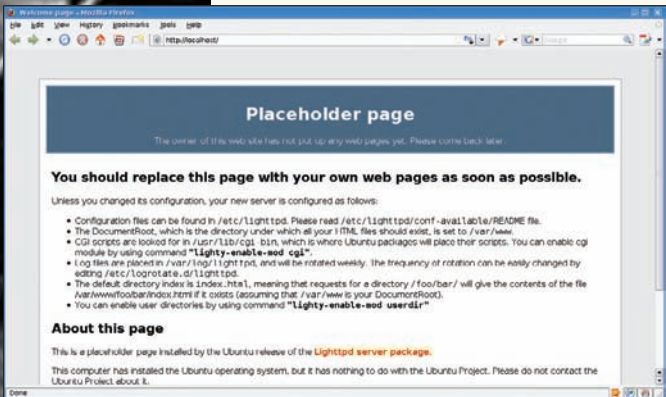 Welcome page - Mozilla Firefox
File Edit View History Bookmarks Tools Help
http://localhost/
Placeholder page
The owner of this web site has not put up any web pages yet. Please come back later.
You should replace this page with your own web pages as soon as possible.
Unless you changed its configuration, your new server is configured as follows:
• Configuration files can be found in /etc/lighttpd. Please read /etc/lighttpd/conf-available/README file.
• The DocumentRoot, which is the directory under which all your HTML files should exist, is set to /var/www.
• CGI scripts are looked for in /usr/lib/cgi-bin, which is where Ubuntu packages will place their scripts. You can enable cgi
module by using command "lighty-enable-mod cgi".
• Log files are placed in /var/log/lighttpd, and will be rotated weekly. The frequency of rotation can be easily changed by
editing /etc/logrotate.d/lighttpd.
• The default directory index is index.html, meaning that requests for a directory /foo/bar/ will give the contents of the file
/var/www/foo/bar/index.html if it exists (assuming that /var/www is your DocumentRoot).
• You can enable user directories by using command "lighty-enable-mod userdir"
About this page
This is a placeholder page installed by the Ubuntu release of the Lighttpd server package.
This computer has installed the Ubuntu operating system, but it has nothing to do with the Ubuntu Project. Please do not contact the
Ubuntu Project about it.
Done